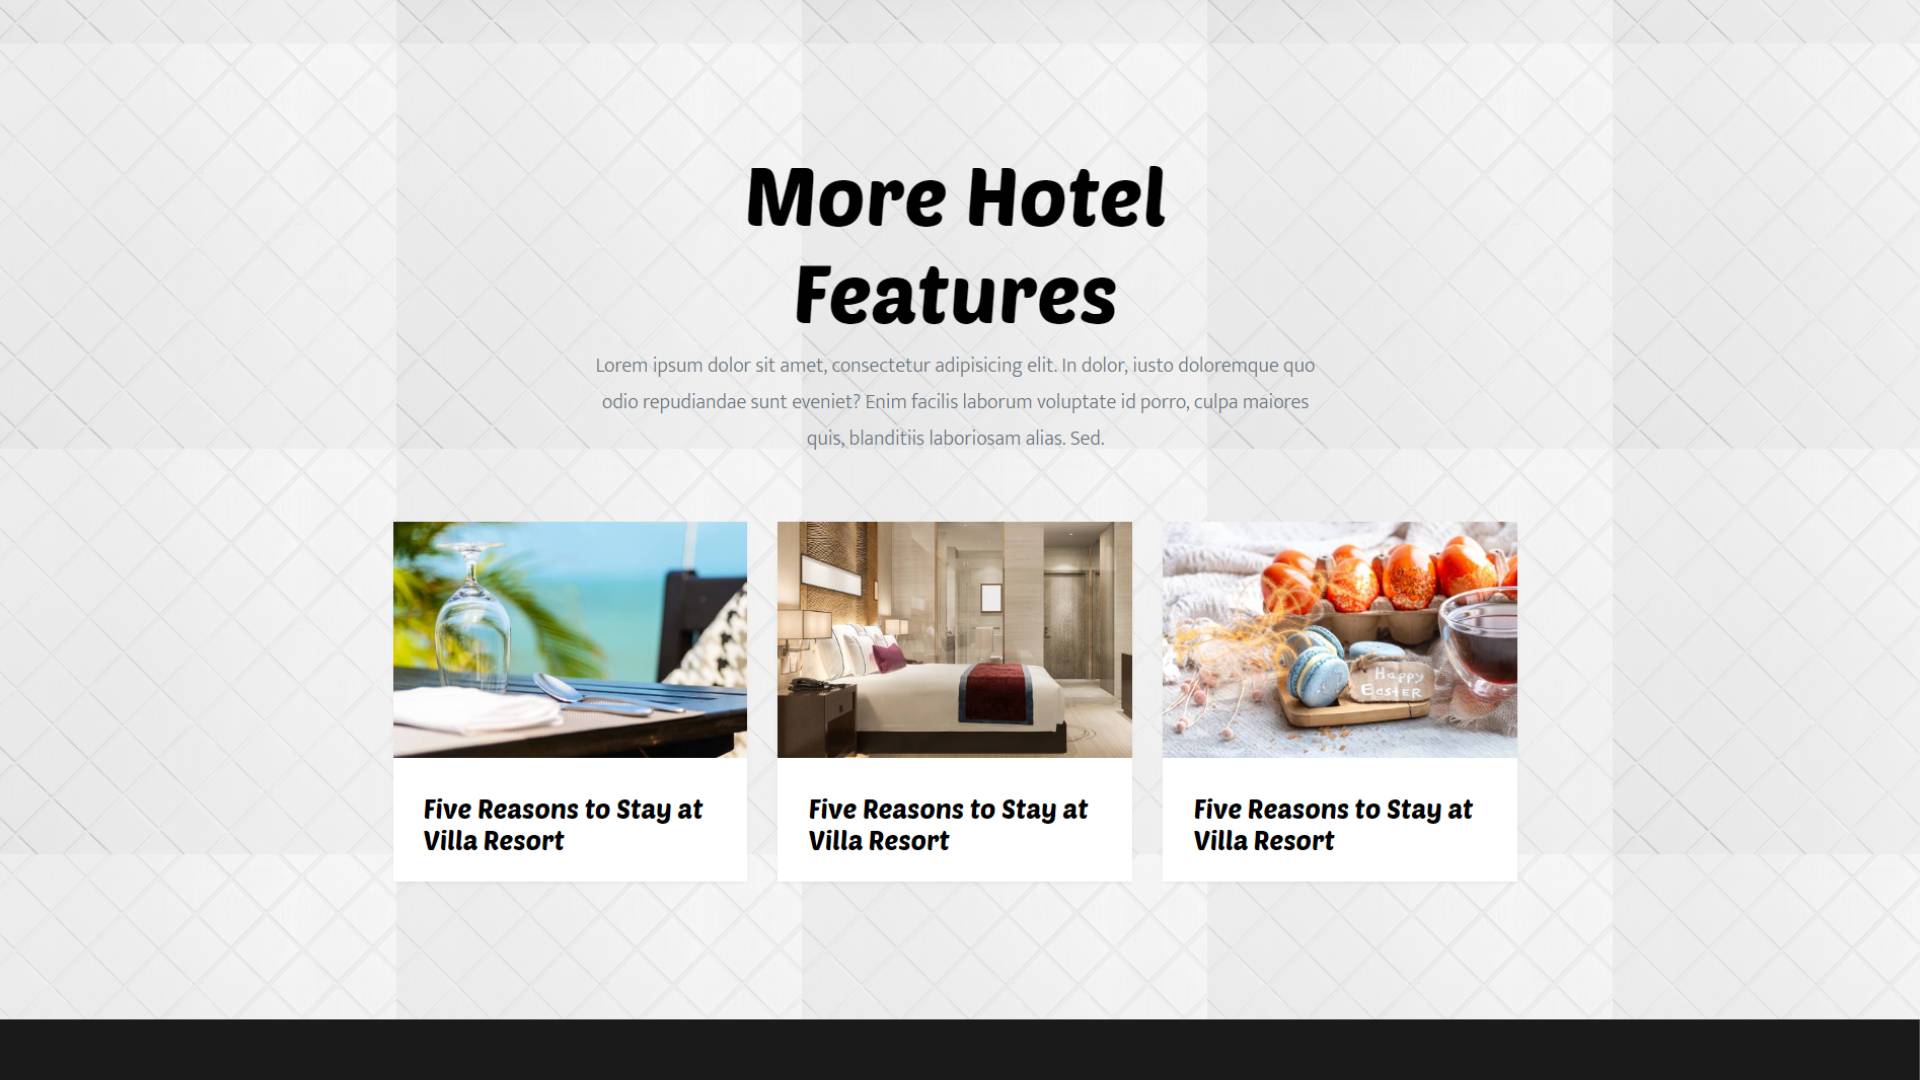 More Hotel
Features
Lorem ipsum dolor sit amet, consectetur adipisicing elit. In dolor, iusto doloremque quo
odio repudiandae sunt eveniet? Enim facilis laborum voluptate id porro, culpa maiores
quis, blanditiis laboriosam alias. Sed.
Happy
Easter
Five Reasons to Stay at
Villa Resort
Five Reasons to Stay at
Villa Resort
Five Reasons to Stay at
Villa Resort